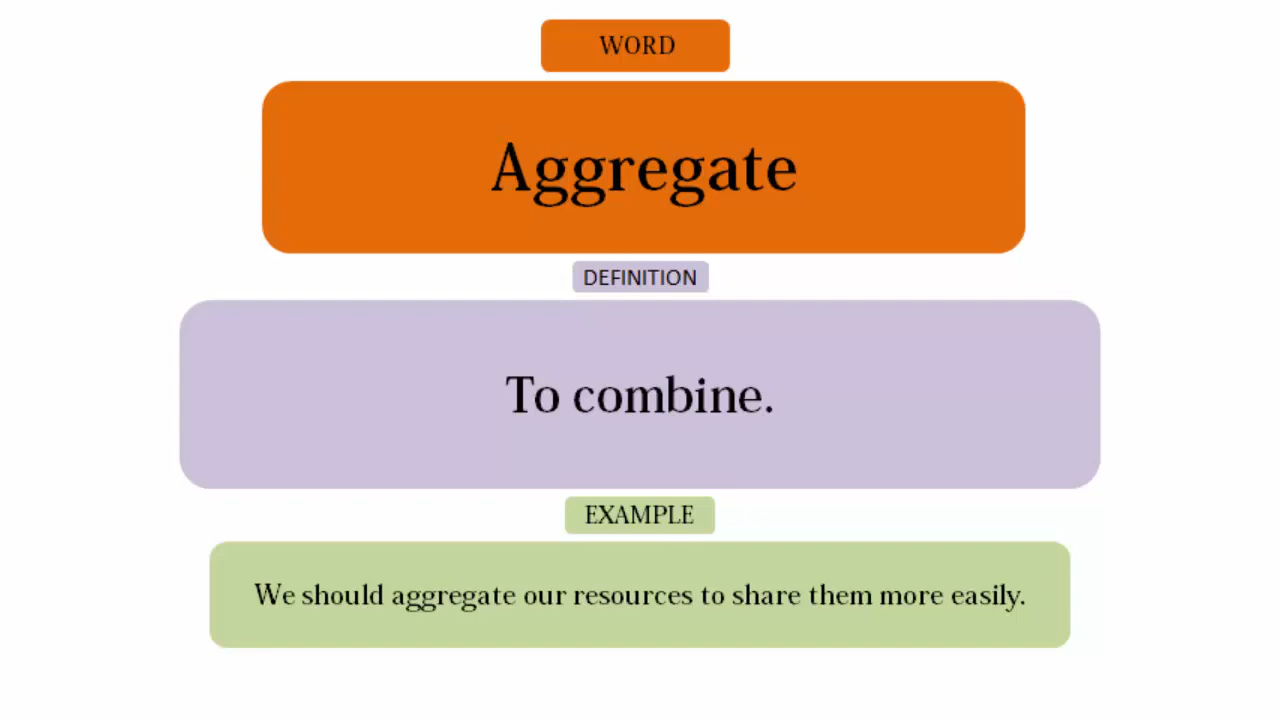 WORD
Aggregate
DEFINITION
To combine.
EXAMPLE
We should aggregate our resources to share them more easily.